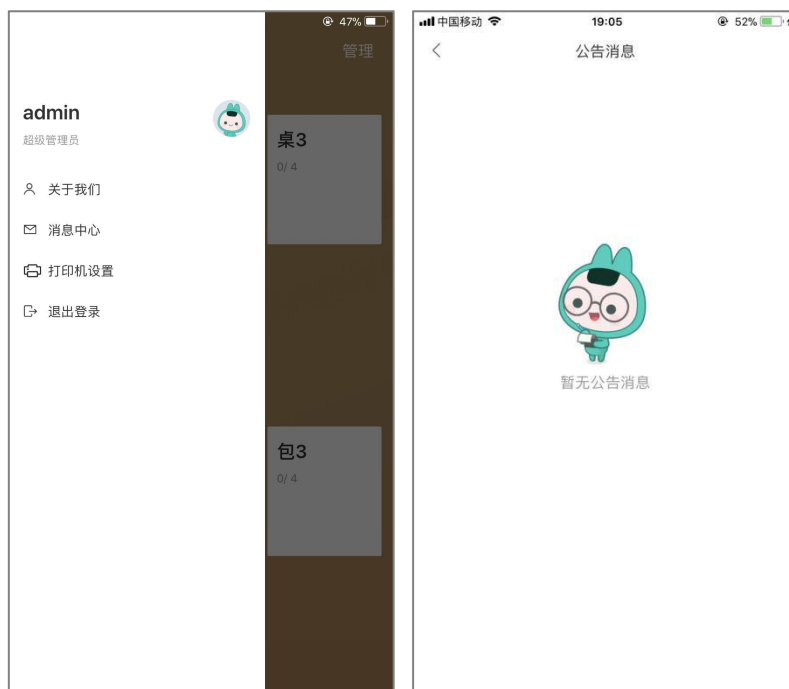 47%
管理
admin
超级管理员
桌3
0/ 4
关于我们
消息中心
打印机设置
退出登录
包3
0/ 4
中国移动 19:05 52%
公告消息
暂无公告消息